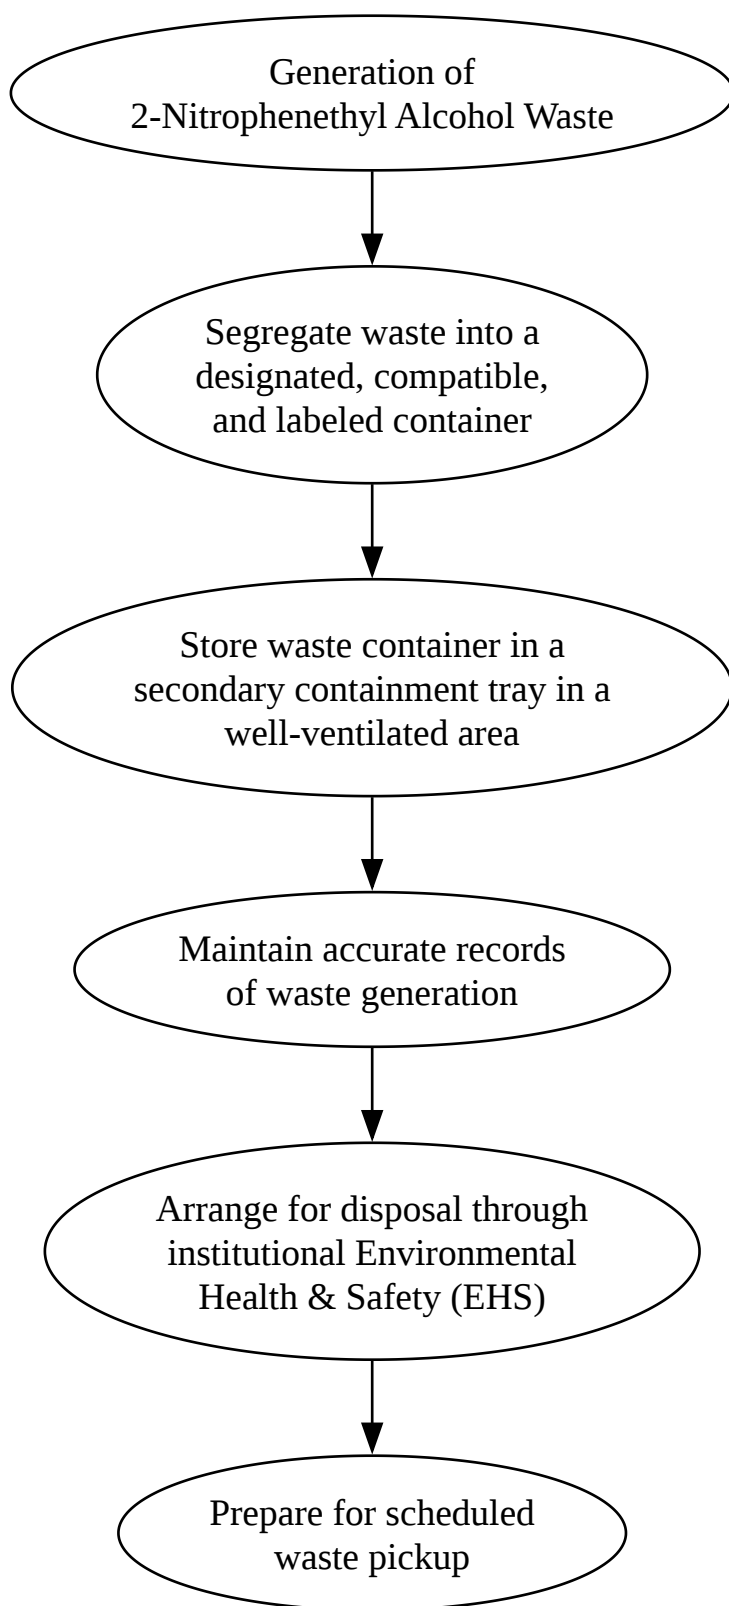 Generation of
2-Nitrophenethyl Alcohol Waste
Segregate waste into a
designated, compatible,
and labeled container
Store waste container in a
secondary containment tray in a
well-ventilated area
Maintain accurate records
of waste generation
Arrange for disposal through
institutional Environmental
Health & Safety (EHS)
Prepare for scheduled
waste pickup